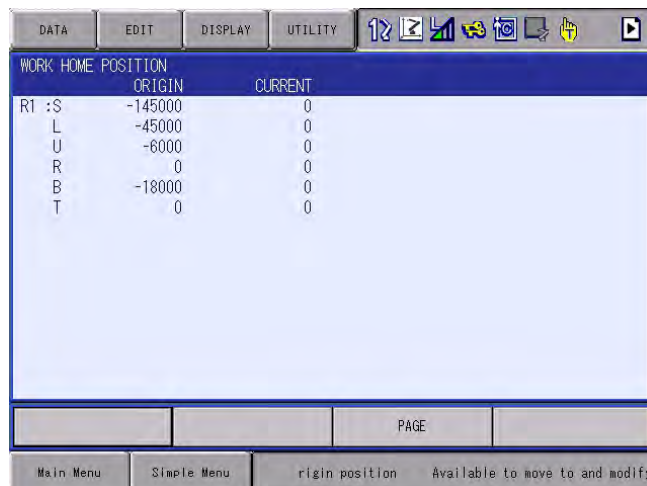 DATA EDIT DISPLAY UTILITY
WORK HOME POSITION
ORIGIN CURRENT
R1 :S -145000 0
L -45000 0
U -6000 0
R 0 0
B -18000 0
T 0 0
PAGE
Main Menu Simple Menu rigin position Available to move to and modify